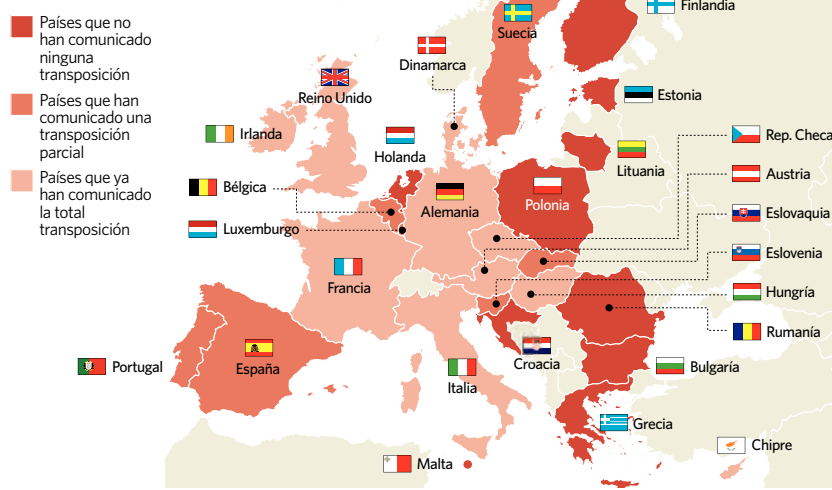 Países que no
han comunicado
ninguna
transposición
Países que han
comunicado una
transposición
parcial
Países que ya
han comunicado
la total
transposición
Finlandia
Suecia
Dinamarca
Reino Unido
Estonia
Irlanda
Holanda
Rep. Checa
Lituania
Austria
Bélgica
Alemania
Polonia
Eslovaquia
Luxemburgo
Eslovenia
Francia
Hungría
Rumanía
Portugal
España
Croacia
Bulgaría
Italia
Grecia
Chipre
Malta